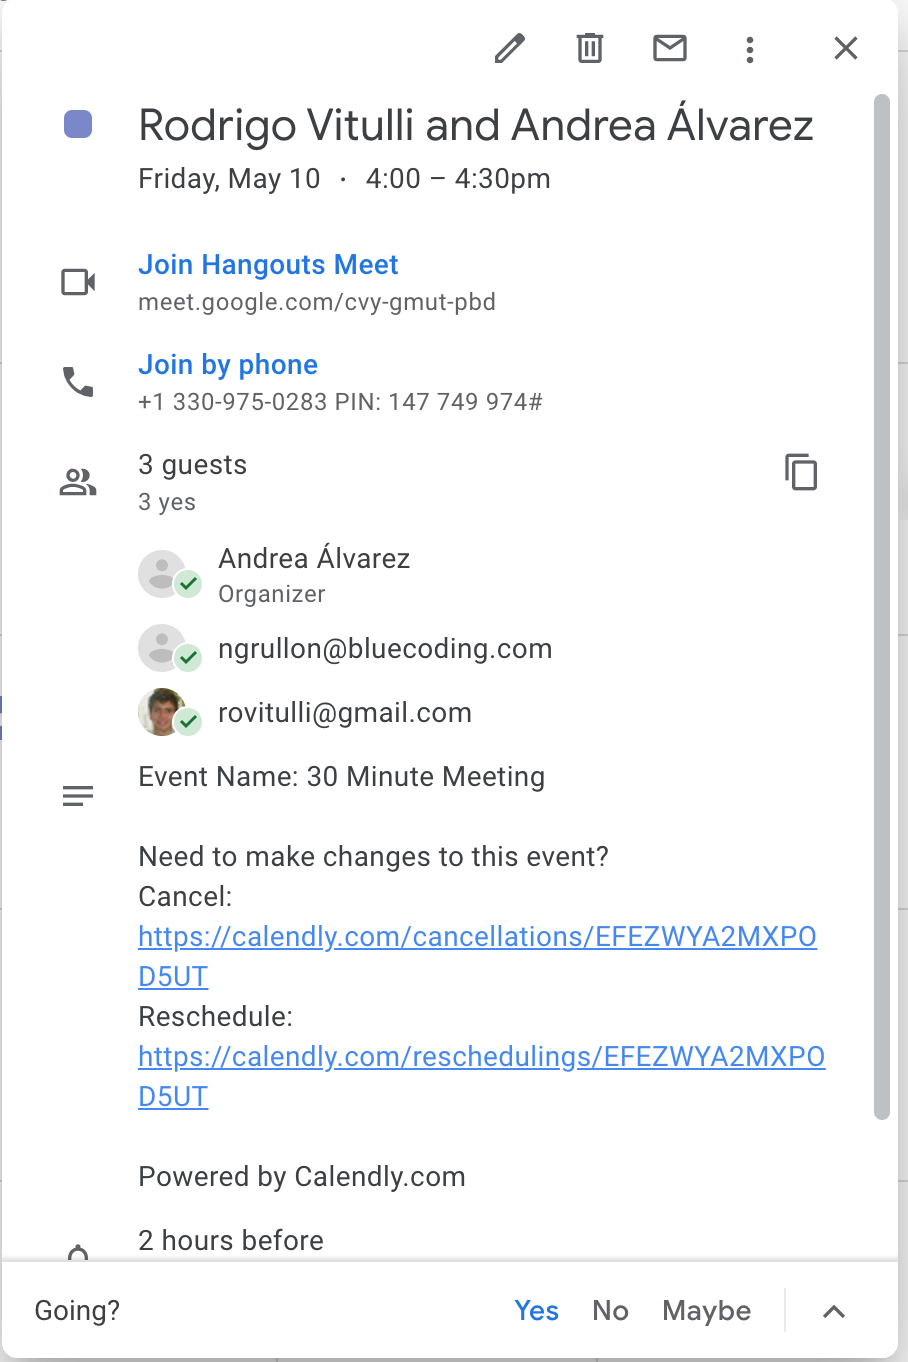 Rodrigo Vitulli and Andrea Álvarez
Friday, May 10 · 4:00 – 4:30pm
Join Hangouts Meet
meet.google.com/cvy-gmut-pbd
Join by phone
+1 330-975-0283 PIN: 147 749 974#
3 guests
3 yes
Andrea Álvarez
Organizer
ngrullon@bluecoding.com
rovitulli@gmail.com
Event Name: 30 Minute Meeting
Need to make changes to this event?
Cancel:
https://calendly.com/cancellations/EFEZWYA2MXPO
D5UT
Reschedule:
https://calendly.com/reschedulings/EFEZWYA2MXPO
D5UT
Powered by Calendly.com
2 hours before
Going?
Yes No Maybe